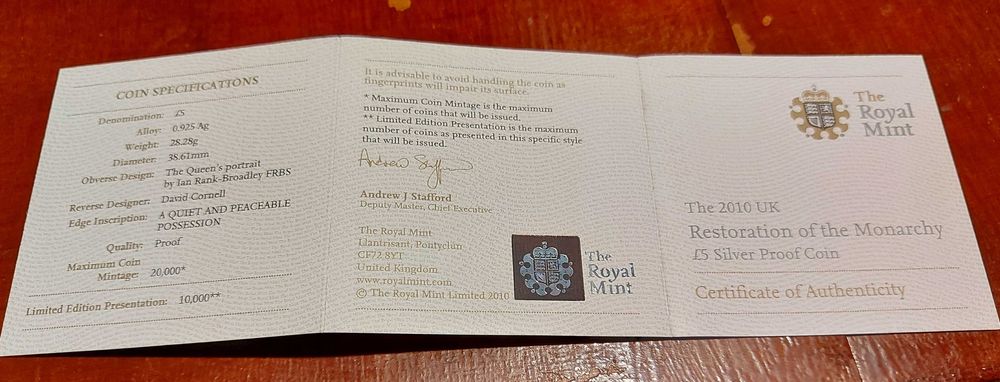 COIN SPECIFICATIONS
Denomination: £5
Alloy: 0.925 Ag
Weight: 28.28g
Diameter: 38.61mm
Obverse Design: The Queen's portrait
by Ian Rank-Broadley FRBS
Reverse Designer: David Cornell
Edge Inscription: A QUIET AND PEACEABLE
POSSESSION
Quality: Proof
Maximum Coin
Mintage: 20,000*
Limited Edition Presentation: 10,000**
It is advisable to avoid handling the coin as
fingerprints will impair its surface.
* Maximum Coin Mintage is the maximum
number of coins that will be issued.
** Limited Edition Presentation is the maximum
number of coins as presented in this specific style
that will be issued.
Andrew Stafford
Andrew J Stafford
Deputy Master, Chief Executive
The Royal Mint
Llantrisant, Pontyclun
CF72 8YT
United Kingdom
www.royalmint.com
© The Royal Mint Limited 2010
The
Royal
Mint
The
Royal
Mint
The 2010 UK
Restoration of the Monarchy
£5 Silver Proof Coin
Certificate of Authenticity